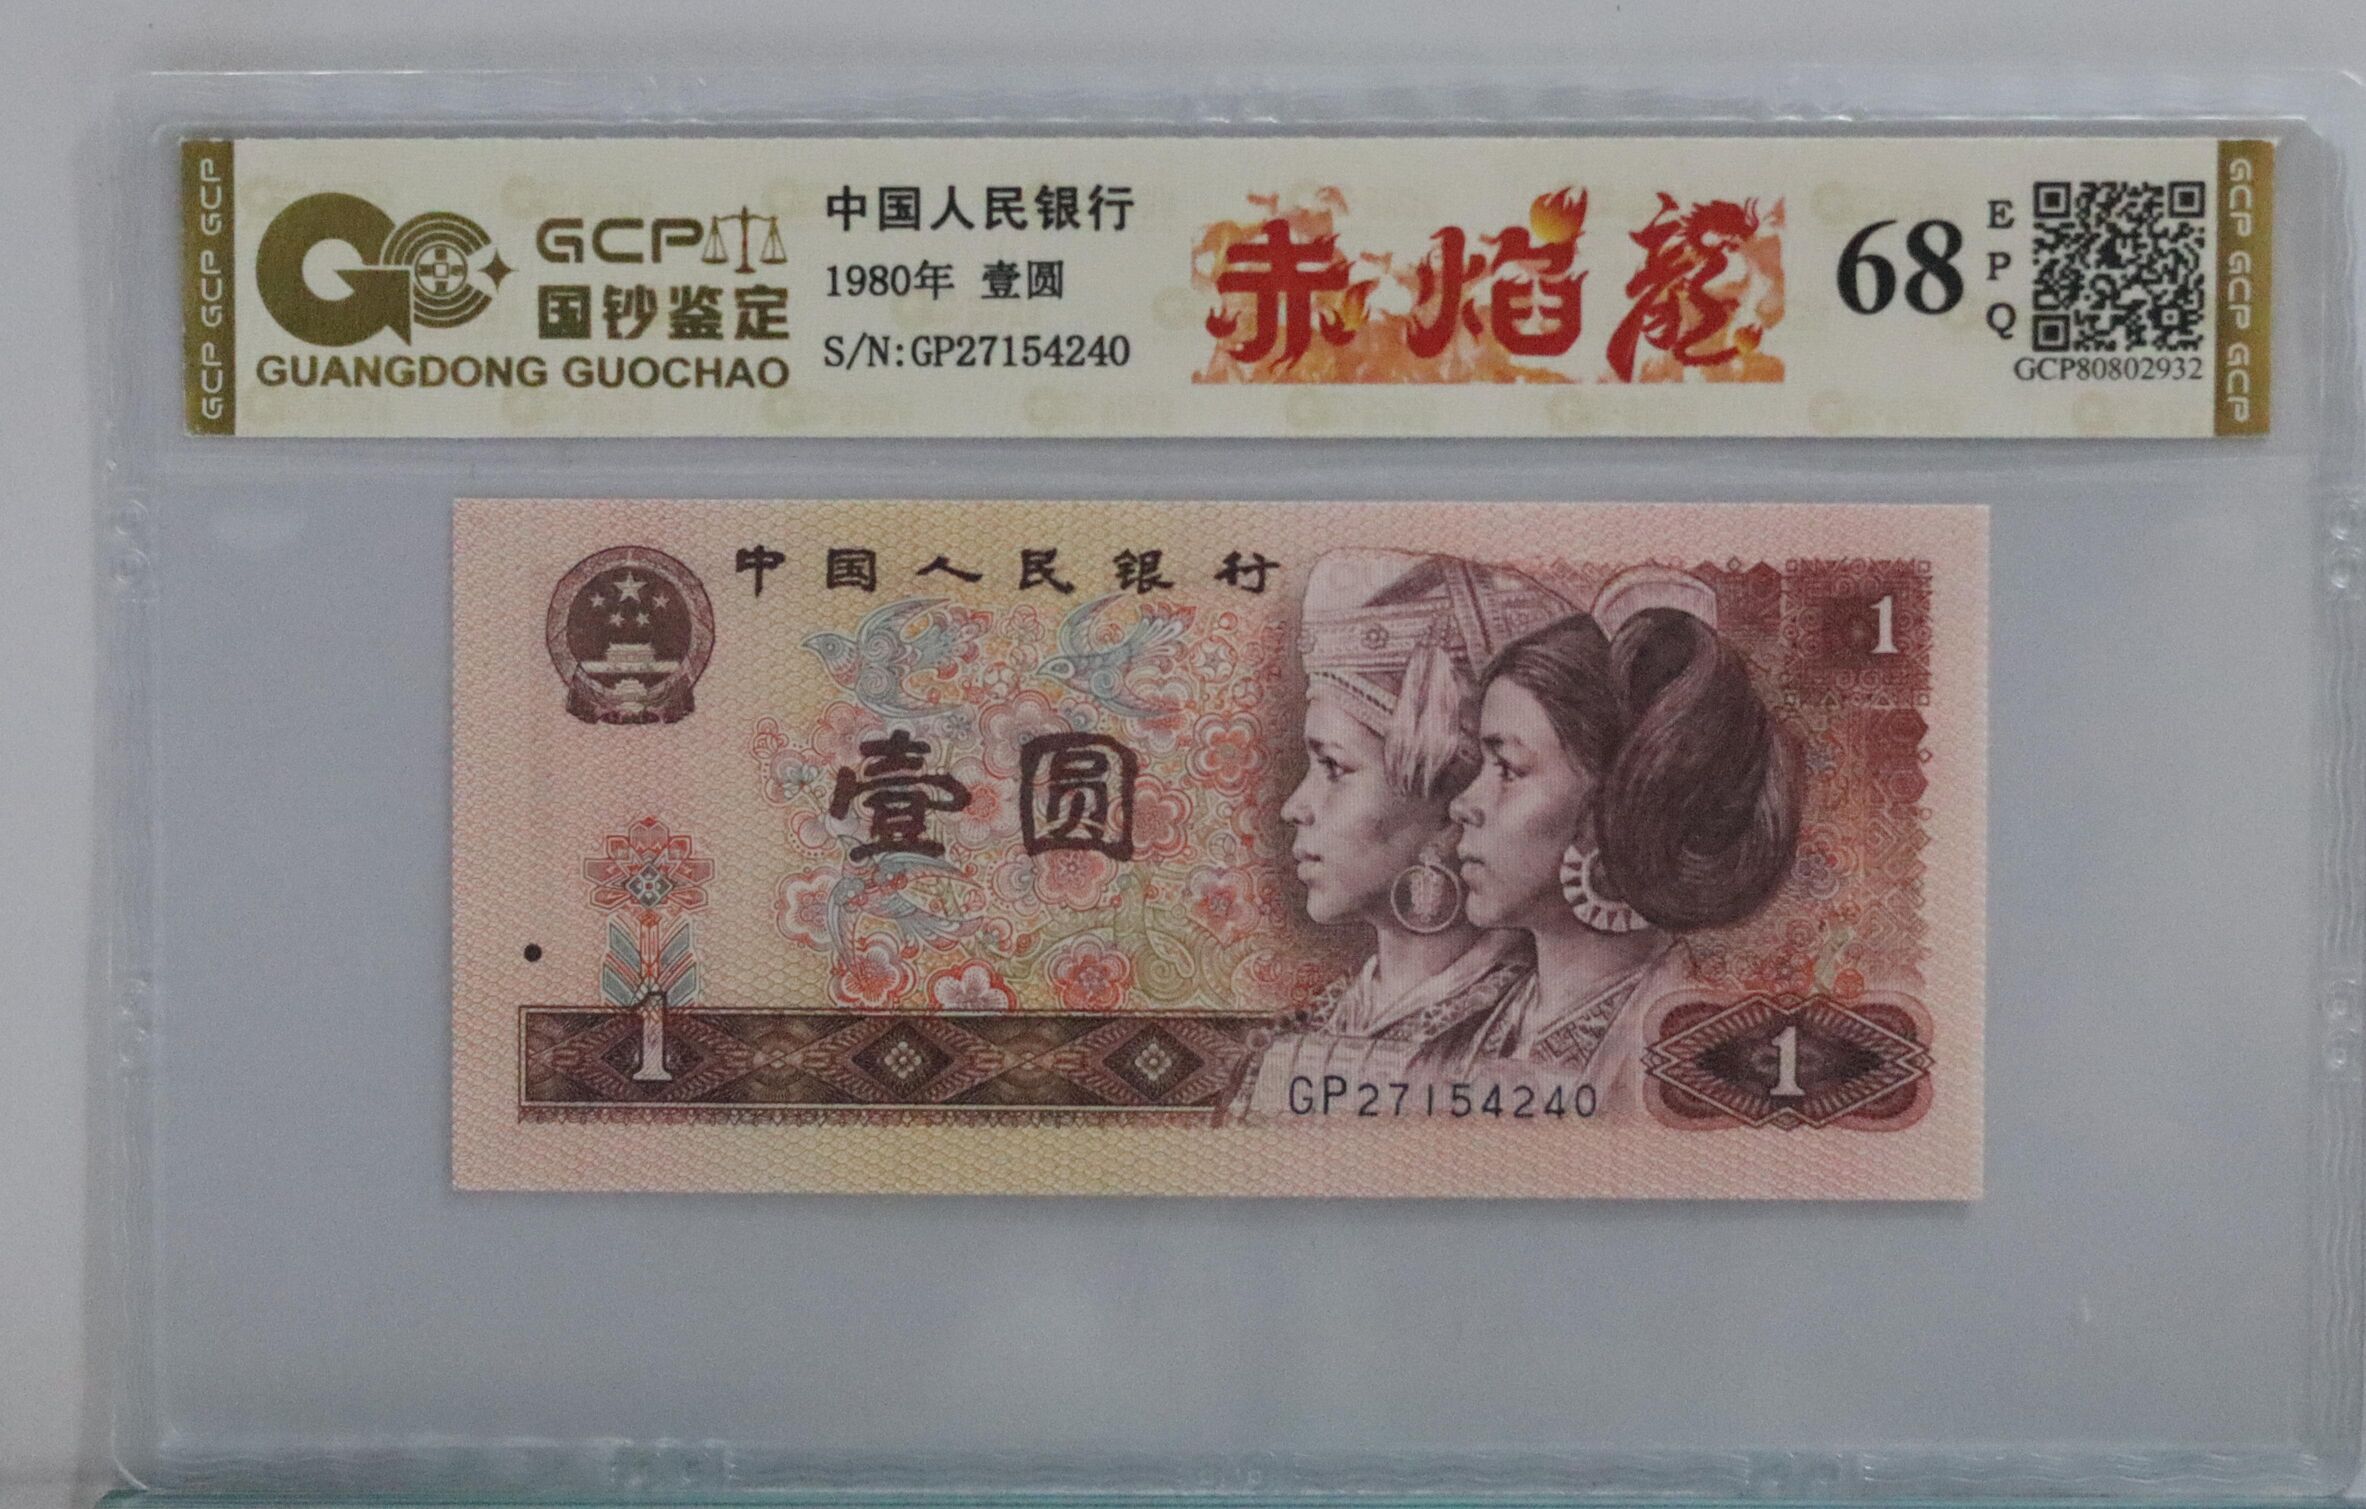 GCP GCP GCP
GCP
国钞鉴定
GUANGDONG GUOCHAO
中国人民银行
1980年 壹圆
S/N:GP27154240
赤焰龍
68
E
P
Q
GCP80802932
GCP GCP GCP
中国人民银行
1
壹圆
1
GP27154240
1